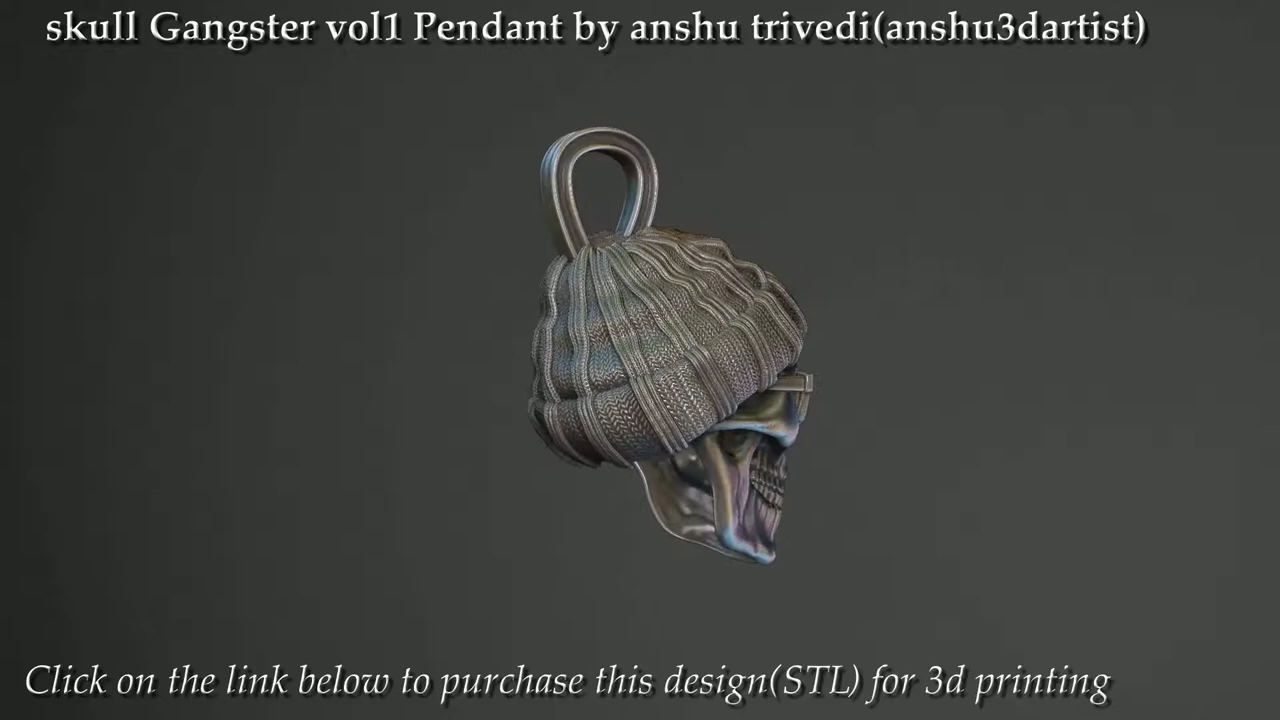 skull Gangster vol1 Pendant by anshu trivedi(anshu3dartist)
Click on the link below to purchase this design(STL) for 3d printing